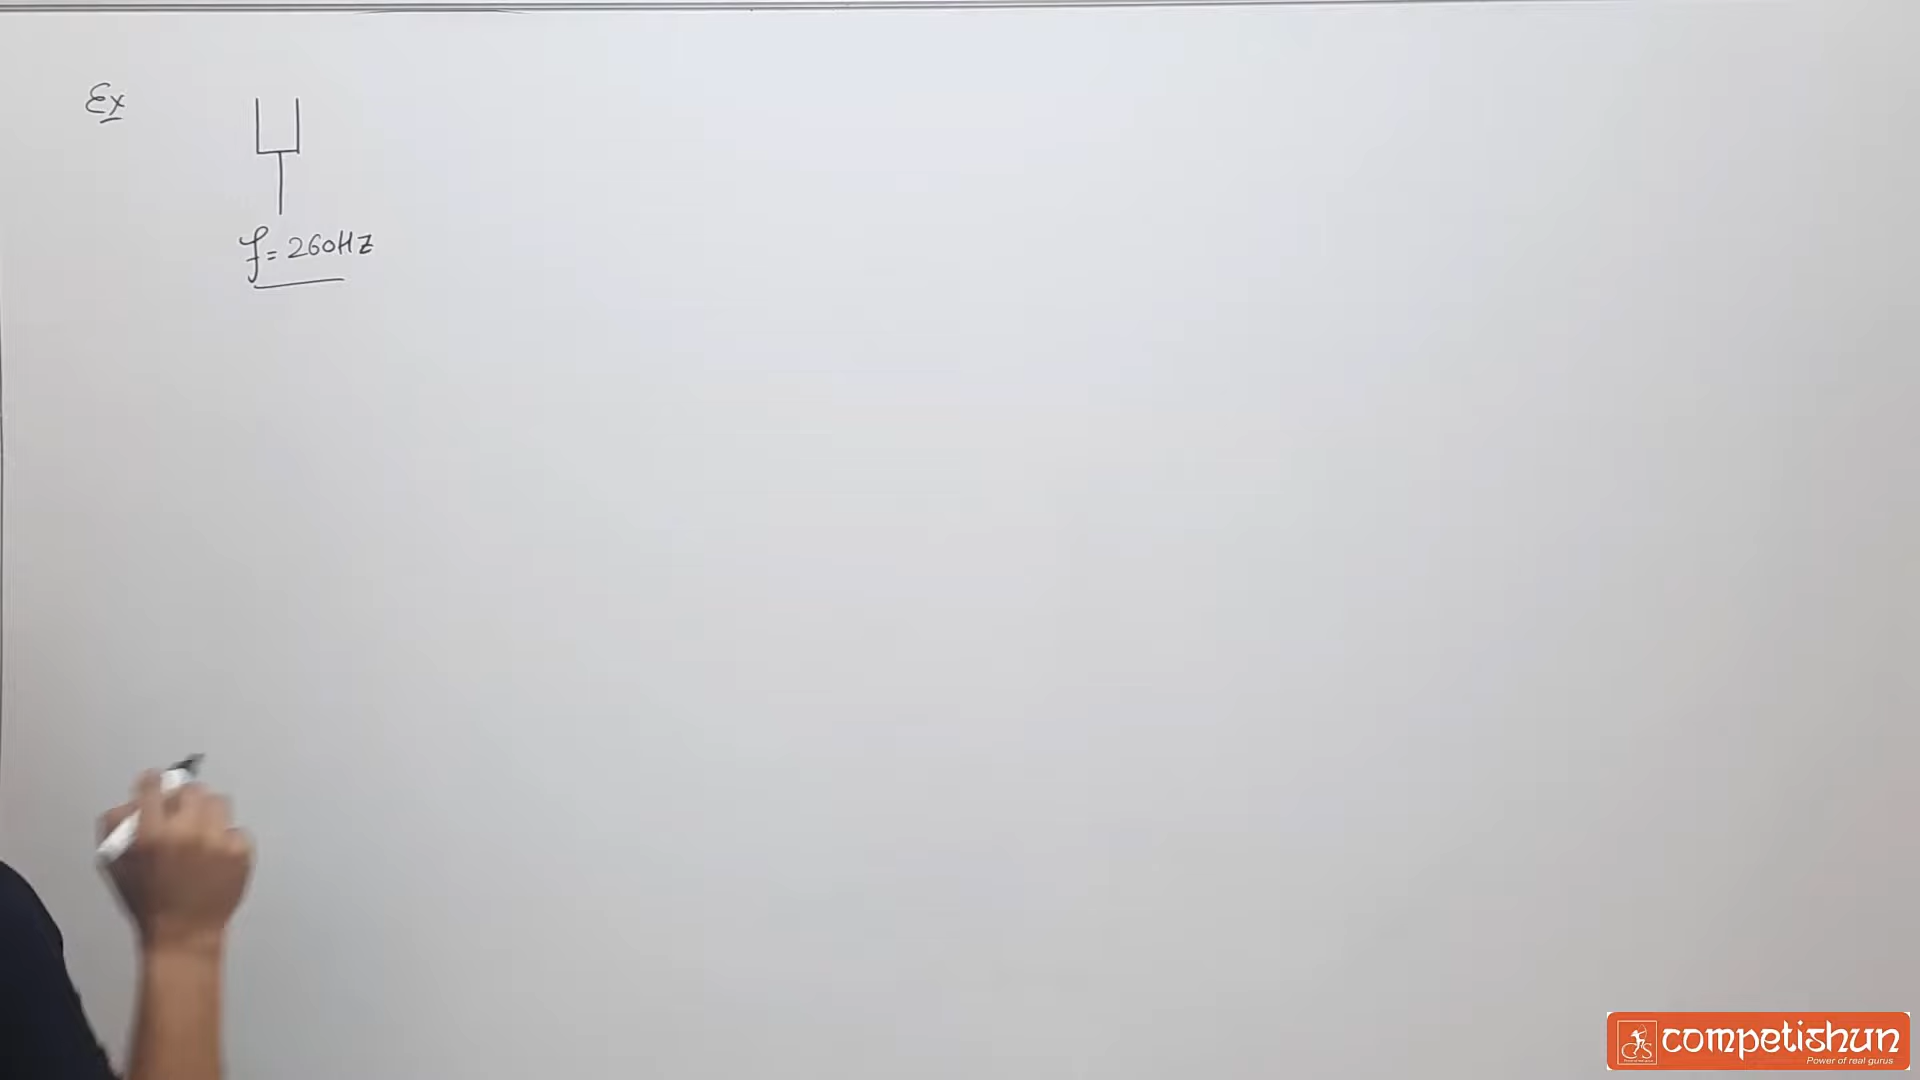 Ex
f = 260Hz
competishun
Power of real gurus